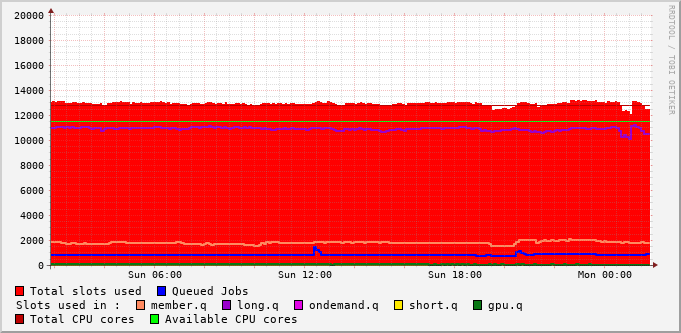 20000
18000
16000
14000
12000
10000
8000
6000
4000
2000
0
Sun 06:00 Sun 12:00 Sun 18:00 Mon 00:00
RRDTOOL / TOBI OETIKER
Total slots used Queued Jobs
Slots used in : member.q long.q ondemand.q short.q gpu.q
Total CPU cores Available CPU cores